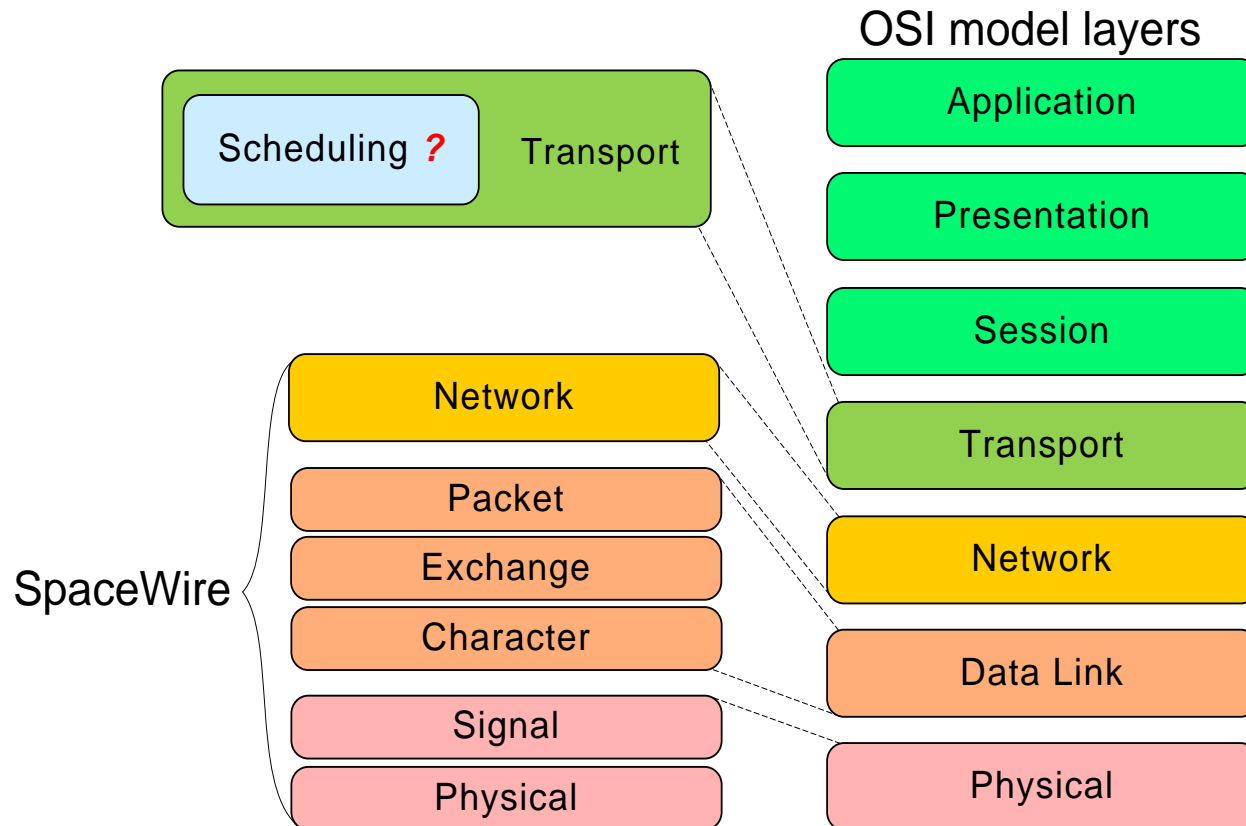 OSI model layers
Scheduling ?
Transport
Application
Presentation
Session
Transport
Network
Data Link
Physical
SpaceWire
Network
Packet
Exchange
Character
Signal
Physical